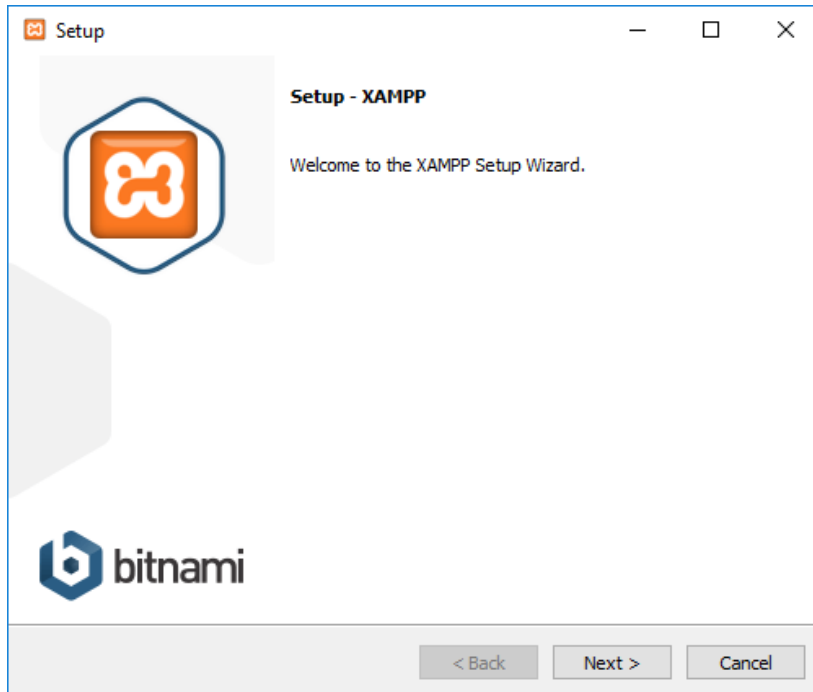 Setup
Setup - XAMPP
Welcome to the XAMPP Setup Wizard.
bitnami
< Back
Next >
Cancel